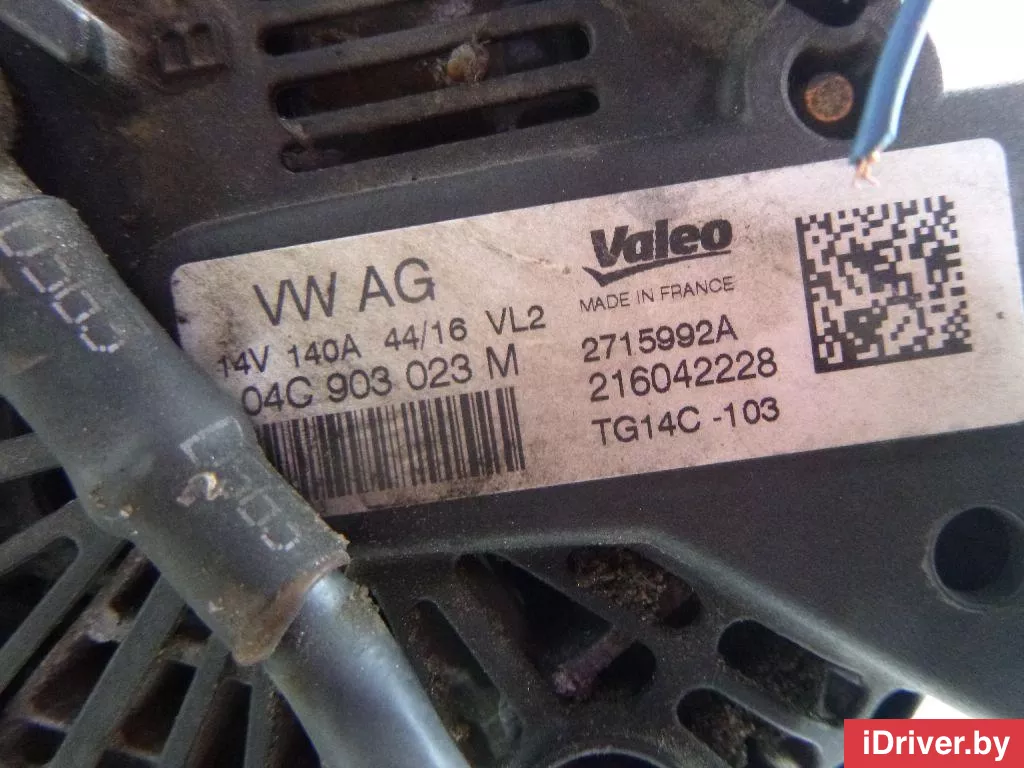 B
VW AG
14V 140A 44/16 VL2
04C 903 023 M
Valeo
MADE IN FRANCE
2715992A
216042228
TG14C -103
iDriver.by